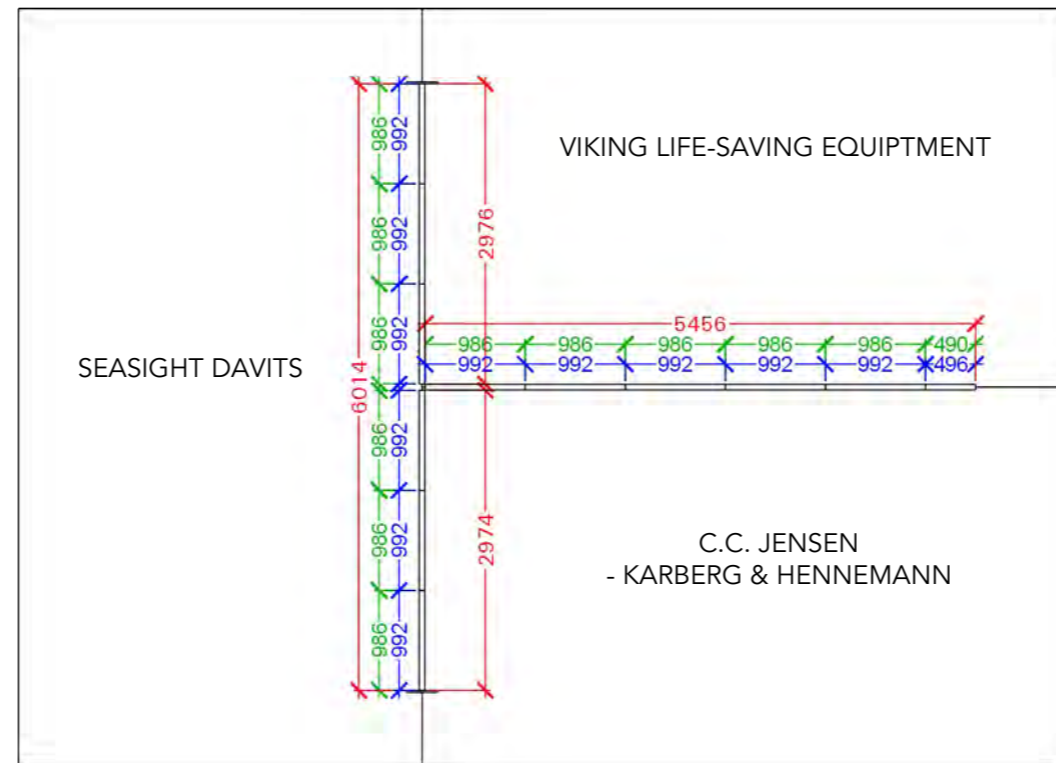 VIKING LIFE-SAVING EQUIPTMENT
SEASIGHT DAVITS
C.C. JENSEN
- KARBERG & HENNEMANN
6014
986
986
986
986
986
986
992
992
992
992
992
992
2976
2974
5456
986 986 986 986 986 490
992 992 992 992 992 496